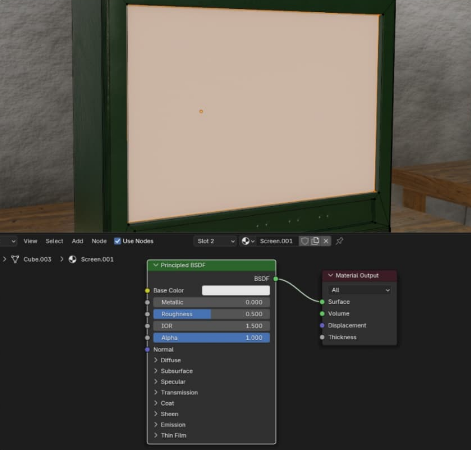 View Select Add Node Use Nodes Slot 2 Screen.001
Cube.003 Screen.001
Principled BSDF
BSDF
Base Color
Metallic 0.000
Roughness 0.500
IOR 1.500
Alpha 1.000
Normal
Diffuse
Subsurface
Specular
Transmission
Coat
Sheen
Emission
Thin Film
Material Output
All
Surface
Volume
Displacement
Thickness